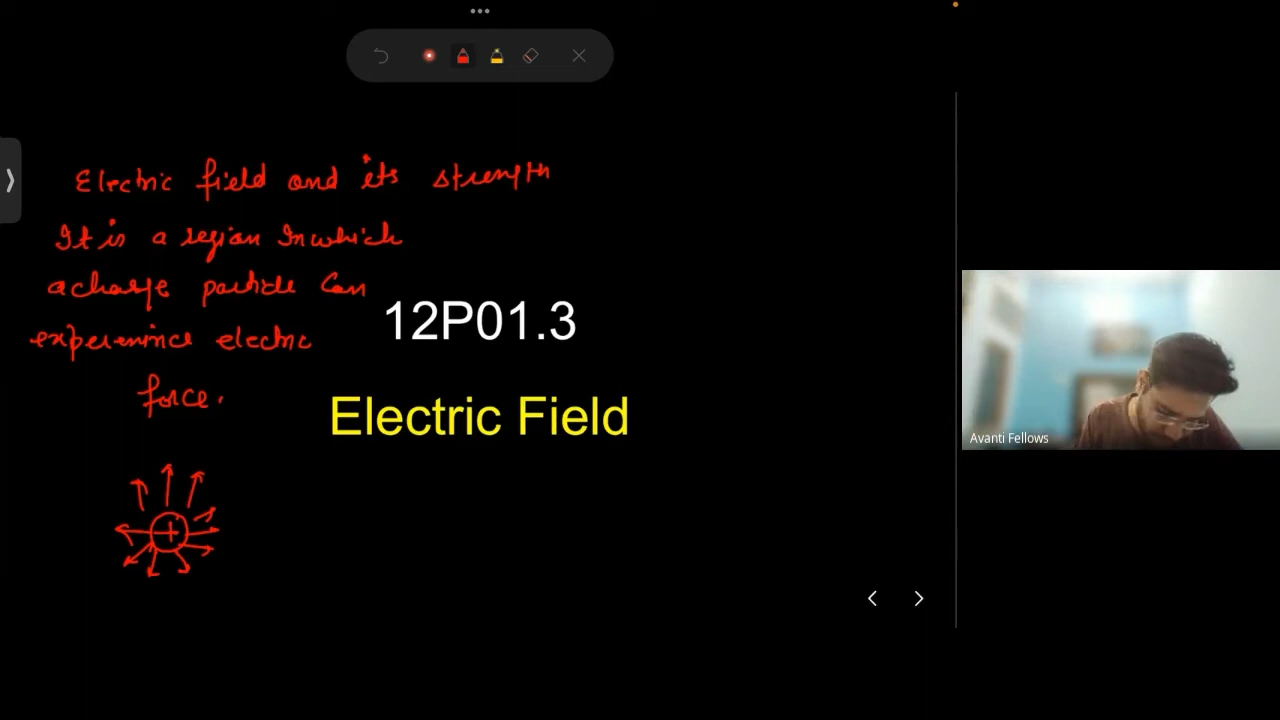 Electric field and its strength
It is a region In which
a charge particle Can
experenince electric
force.
12P01.3
Electric Field
+
Avanti Fellows